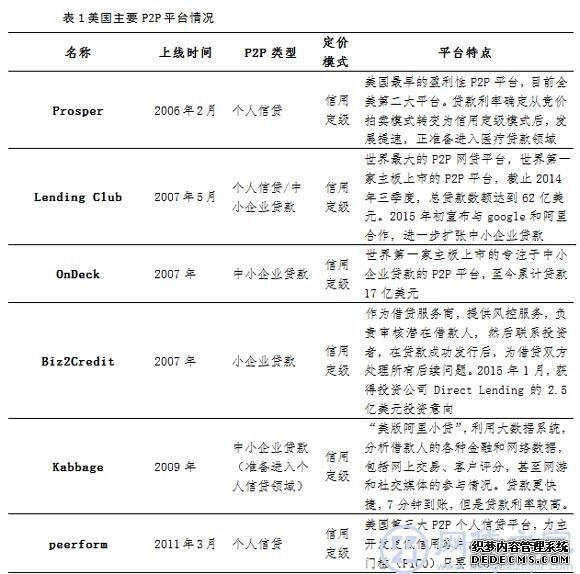 表 1 美国主要 P2P 平台情况
名称 上线时间 P2P 类型 定价模式 平台特点
Prosper 2006 年 2 月 个人信贷 信用定级
美国最早的盈利性 P2P 平台，目前全
美第二大平台。贷款利率确定从竞价
拍卖模式转变为信用定级模式后，发
展提速，正准备进入医疗贷款领域
Lending Club 2007 年 5 月 个人信贷/中小企业贷款 信用定级
世界最大的 P2P 网贷平台，世界第一
家主板上市的 P2P 平台，截止 2014
年三季度，总贷款数额达到 62 亿美
元。2015 年初宣布与 google 和阿里
合作，进一步扩张中小企业贷款
OnDeck 2007 年 中小企业贷款 信用定级
世界第一家主板上市的专注于中小
企业贷款的 P2P 平台，至今累计贷款
17 亿美元
Biz2Credit 2007 年 小企业贷款 信用定级
作为借贷服务商，提供风控服务，负
责审核潜在借款人，然后联系投资
者，在贷款成功发行后，为借贷双方
处理所有后续问题。2015 年 1 月，获
得投资公司 Direct Lending 的 2.5
亿美元投资意向
Kabbage 2009 年 中小企业贷款（准备进入个人信贷领域） 信用定级
“美版阿里小贷”，利用大数据系统，
分析借款人的各种金融和网络数据，
包括网上交易、客户评分，甚至网游
和社交媒体的参与情况。贷款更快
捷，7 分钟到账，但是贷款利率较高。
peerform 2011 年 3 月 个人信贷 信用定级
美国第三大 P2P 个人信贷平台，力主
门槛（FICO）只要
织梦内容管理系统
DEDECMS.COM